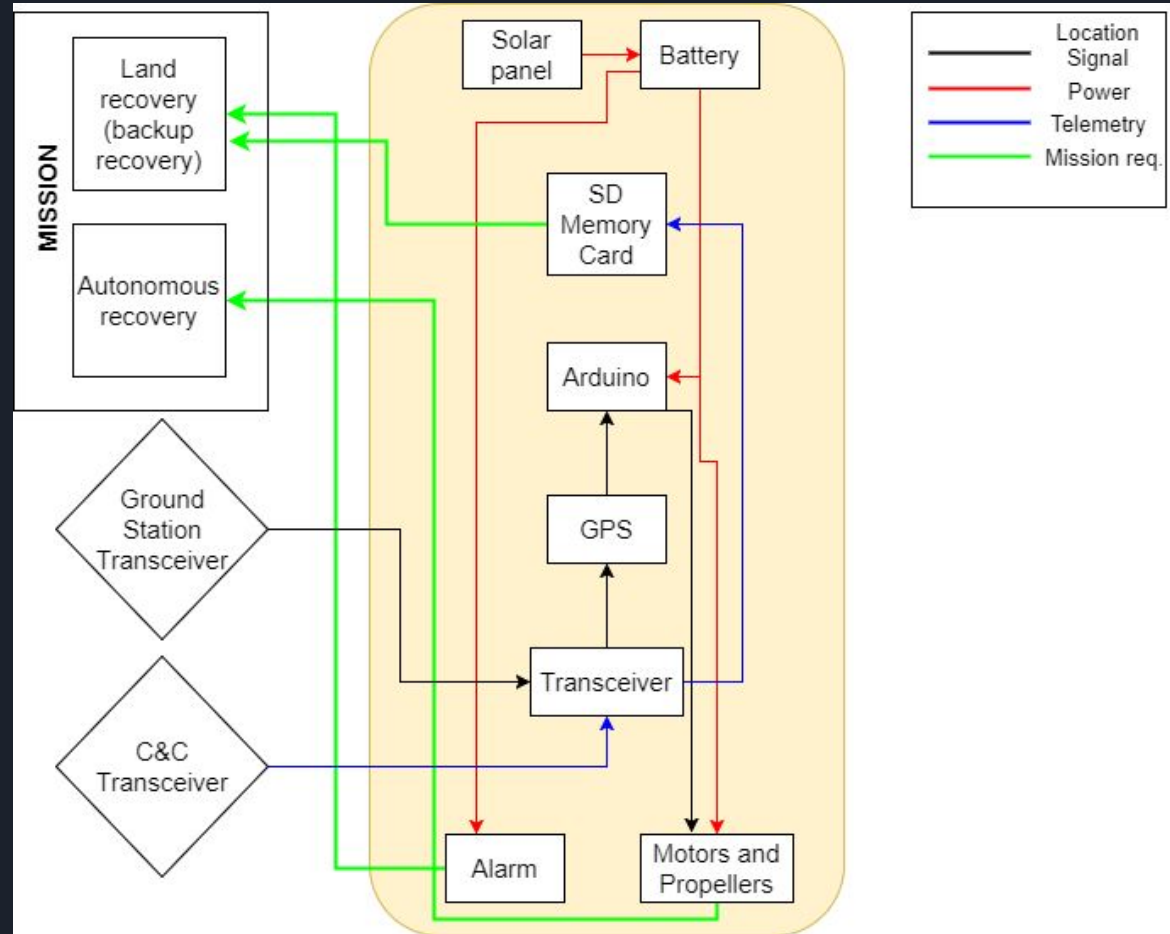 MISSION
Land
recovery
(backup
recovery)
Autonomous
recovery
Ground
Station
Transceiver
C&C
Transceiver
Solar
panel
Battery
SD
Memory
Card
Arduino
GPS
Transceiver
Alarm
Motors and
Propellers
Location
Signal
Power
Telemetry
Mission req.